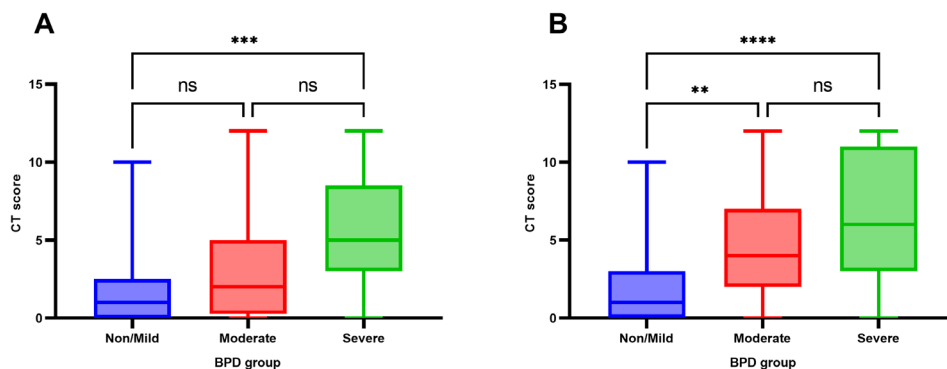 A
***
ns
ns
15
10
5
0
CT score
Non/Mild
Moderate
Severe
BPD group
B
****
**
ns
15
10
5
0
CT score
Non/Mild
Moderate
Severe
BPD group